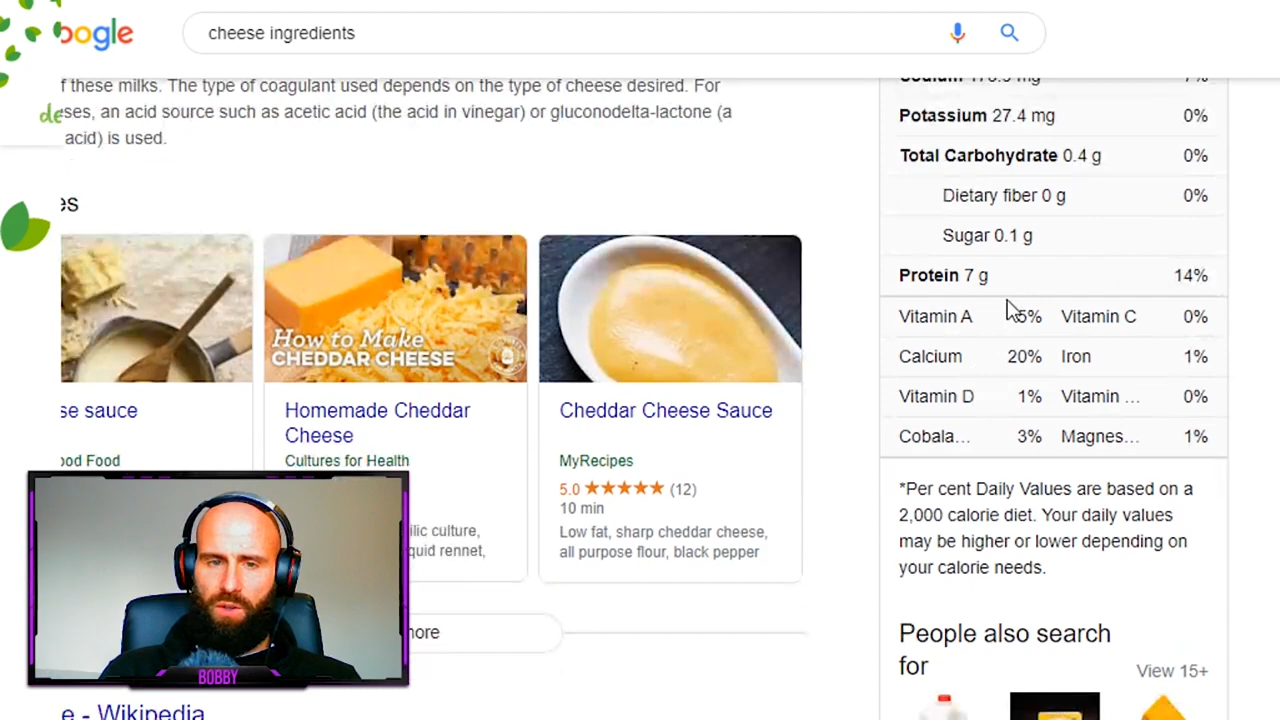 oogle
cheese ingredients
f these milks. The type of coagulant used depends on the type of cheese desired. For
ses, an acid source such as acetic acid (the acid in vinegar) or gluconodelta-lactone (a
acid) is used.
de
es
How to Make
CHEDDAR CHEESE
se sauce
ood Food
Homemade Cheddar
Cheese
Cultures for Health
ilic culture,
quid rennet,
Cheddar Cheese Sauce
MyRecipes
5.0 ★★★★★ (12)
10 min
Low fat, sharp cheddar cheese,
all purpose flour, black pepper
ore
BOBBY
e - Wikipedia
Sodium
Potassium 27.4 mg 0%
Total Carbohydrate 0.4 g 0%
Dietary fiber 0 g 0%
Sugar 0.1 g
Protein 7 g 14%
Vitamin A 5% Vitamin C 0%
Calcium 20% Iron 1%
Vitamin D 1% Vitamin ... 0%
Cobala... 3% Magnes... 1%
*Per cent Daily Values are based on a
2,000 calorie diet. Your daily values
may be higher or lower depending on
your calorie needs.
People also search
for
View 15+